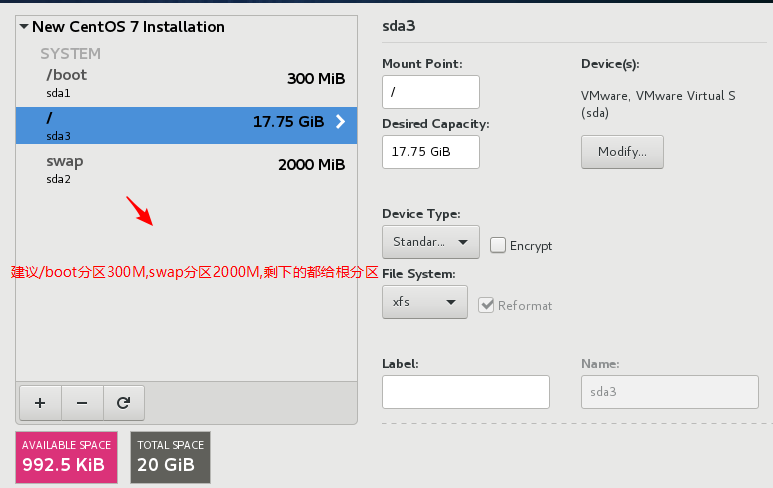 New CentOS 7 Installation
SYSTEM
/boot
300 MiB
sda1
/
17.75 GiB
sda3
swap
2000 MiB
sda2
建议/boot分区300M,swap分区2000M,剩下的都给根分区
AVAILABLE SPACE
992.5 KiB
TOTAL SPACE
20 GiB
sda3
Mount Point:
/
Desired Capacity:
17.75 GiB
Device(s):
VMware, VMware Virtual S
(sda)
Modify...
Device Type:
Standar...
Encrypt
File System:
xfs
Reformat
Label:
Name:
sda3